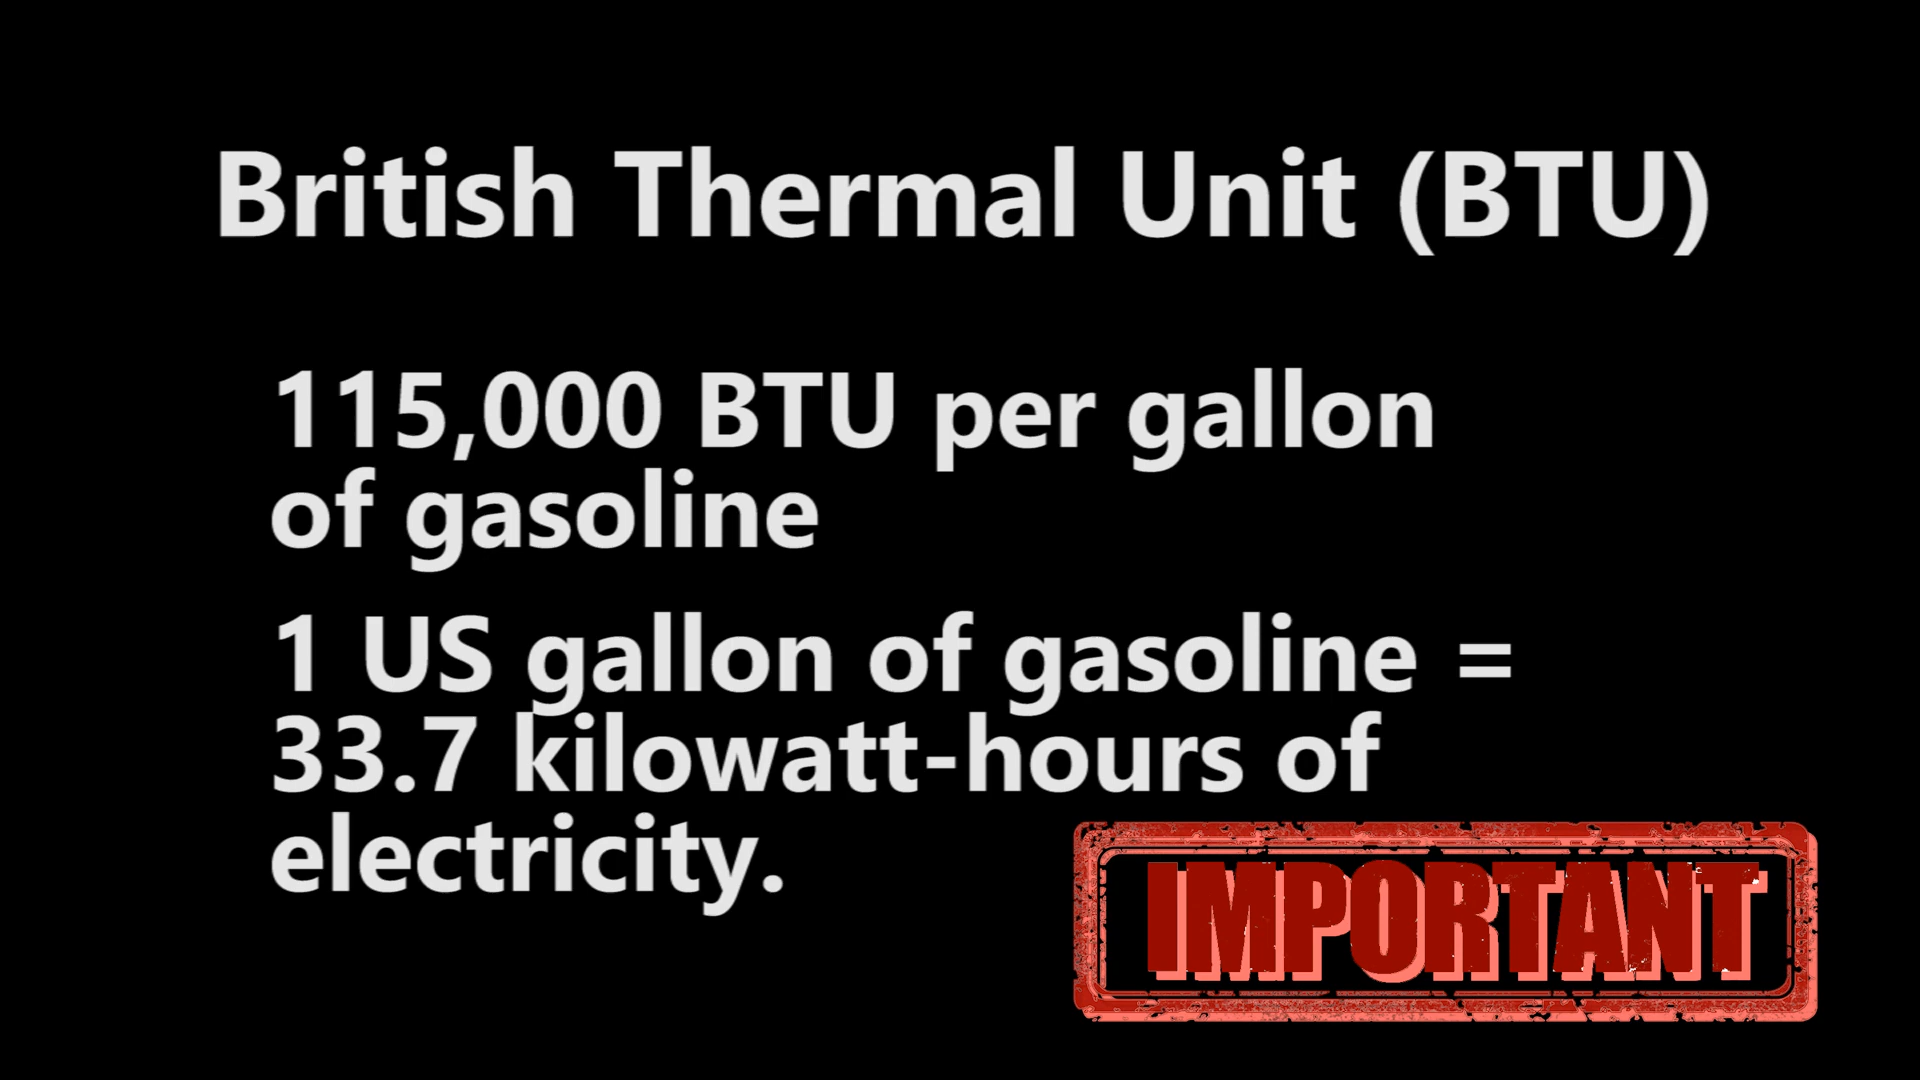 British Thermal Unit (BTU)
115,000 BTU per gallon
of gasoline
1 US gallon of gasoline =
33.7 kilowatt-hours of
electricity.
IMPORTANT